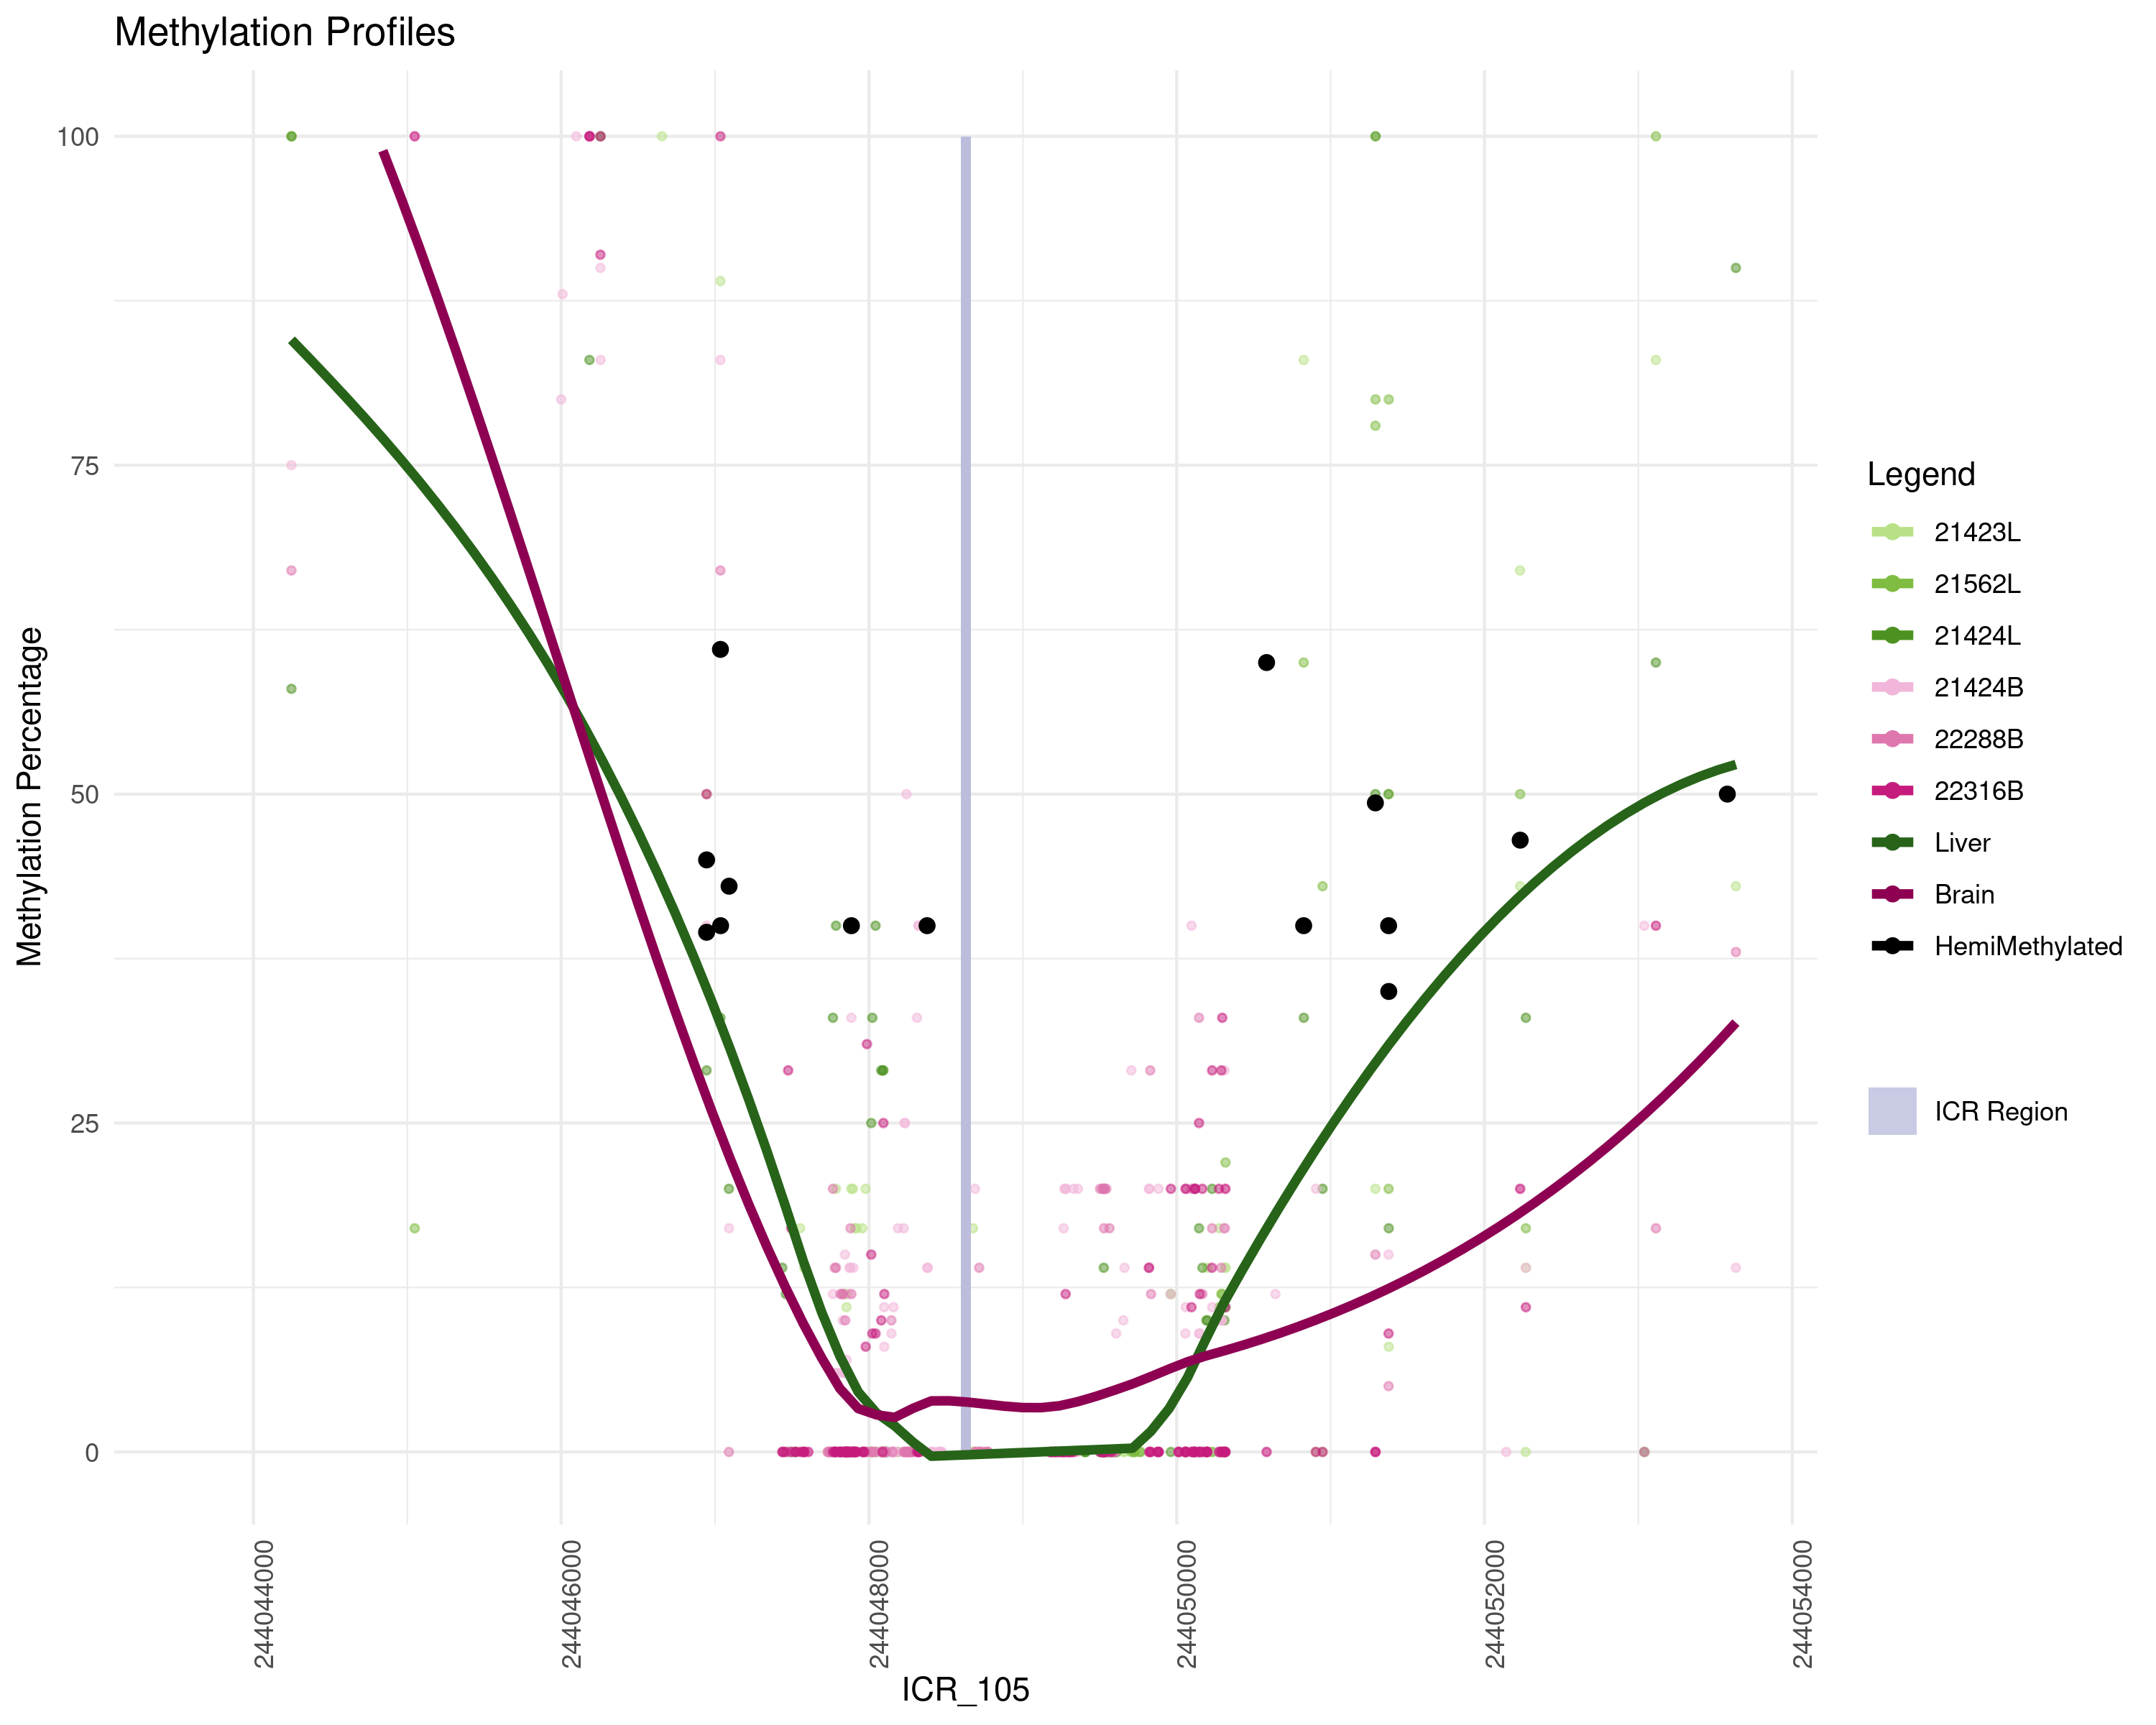 Methylation Profiles
Methylation Percentage
100
75
50
25
0
244044000
244046000
244048000
244050000
244052000
244054000
ICR_105
Legend
21423L
21562L
21424L
21424B
22288B
22316B
Liver
Brain
HemiMethylated
ICR Region